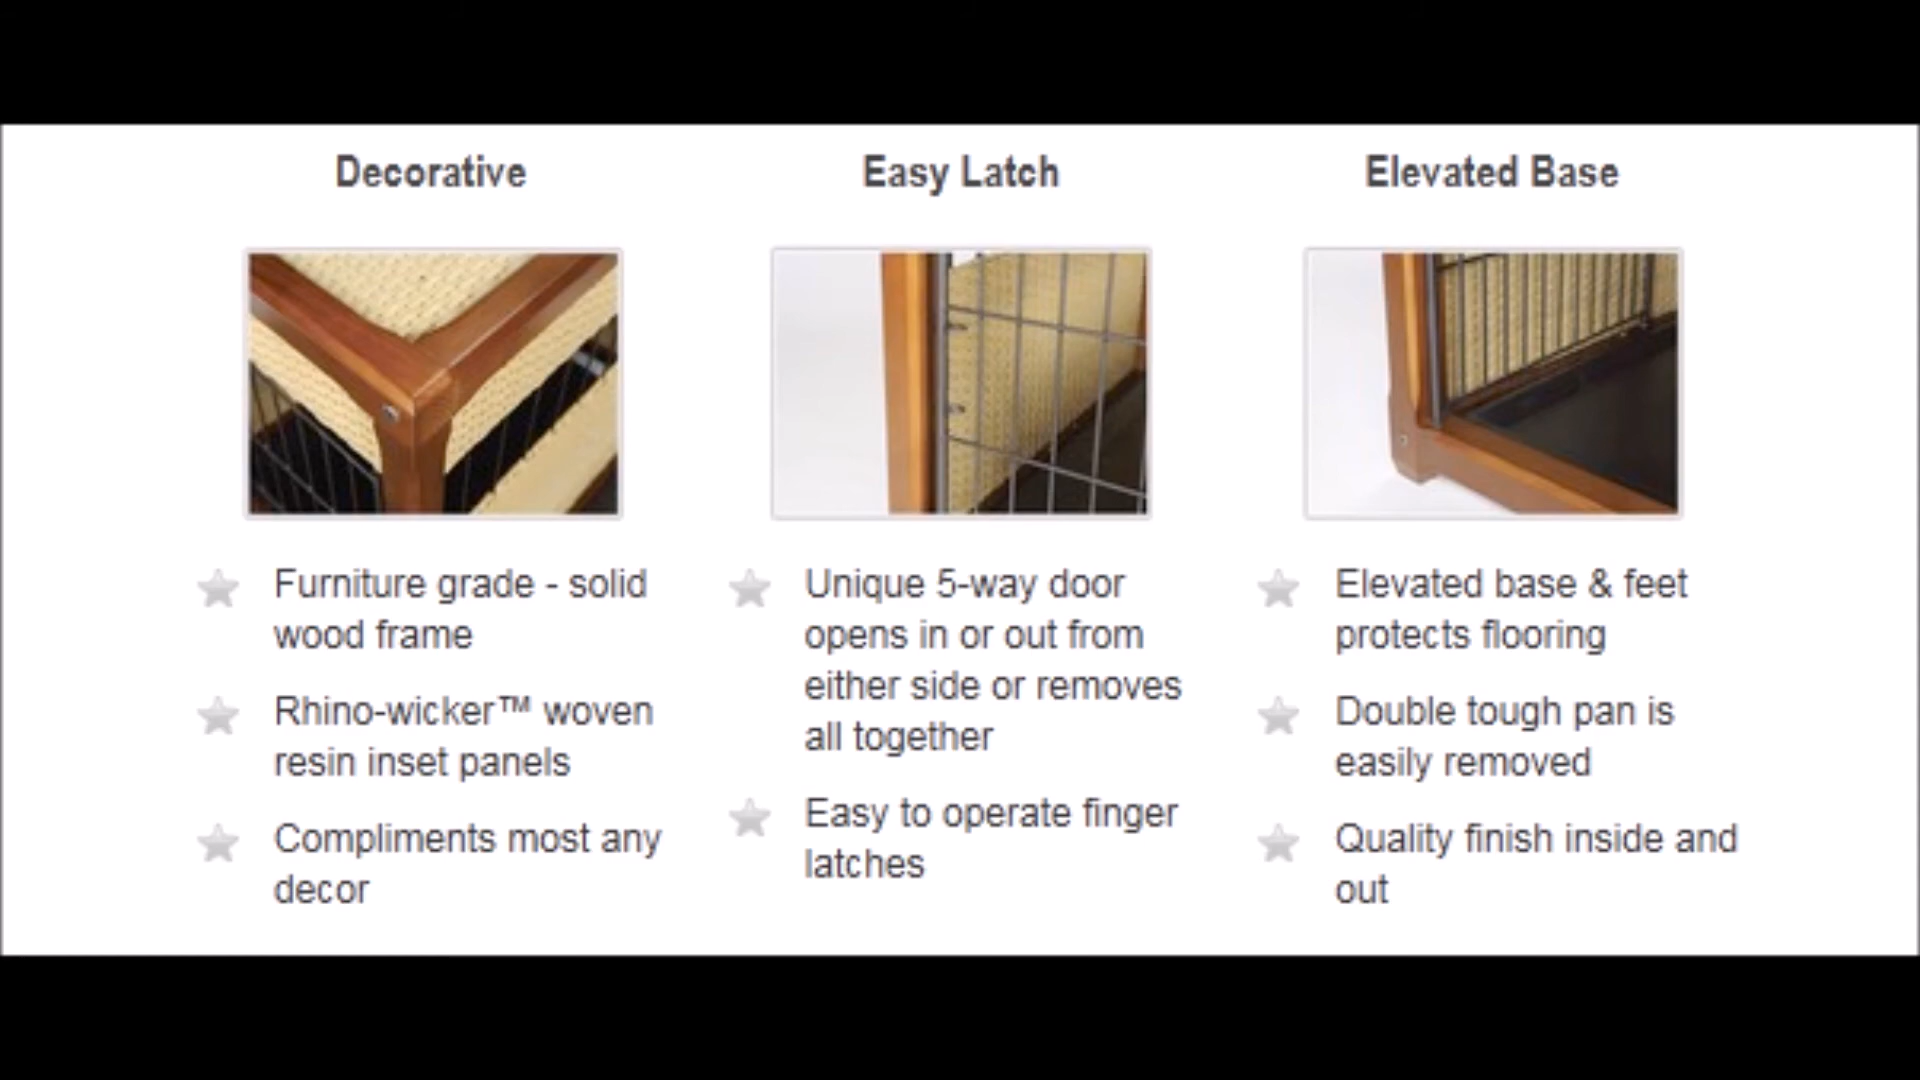 Decorative
Furniture grade - solid
wood frame
Rhino-wicker™ woven
resin inset panels
Compliments most any
decor
Easy Latch
Unique 5-way door
opens in or out from
either side or removes
all together
Easy to operate finger
latches
Elevated Base
Elevated base & feet
protects flooring
Double tough pan is
easily removed
Quality finish inside and
out